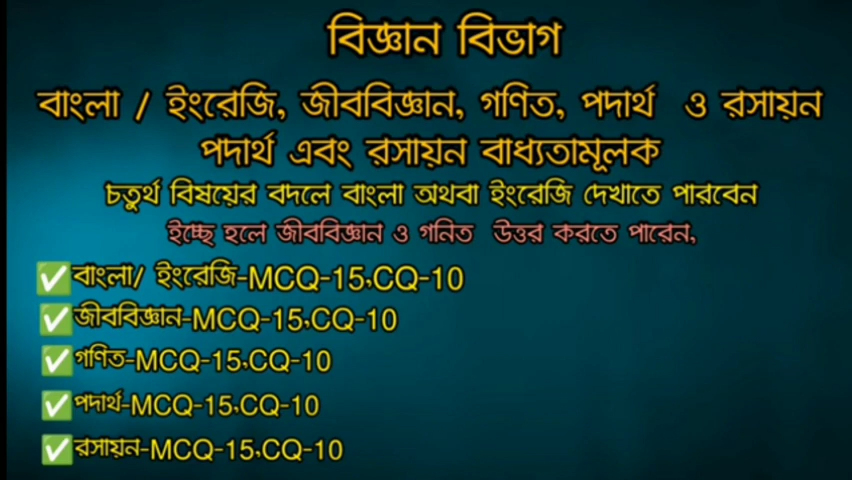 বিজ্ঞান বিভাগ
বাংলা / ইংরেজি, জীববিজ্ঞান, গণিত, পদার্থ ও রসায়ন
পদার্থ এবং রসায়ন বাধ্যতামূলক
চতুর্থ বিষয়ের বদলে বাংলা অথবা ইংরেজি দেখাতে পারবেন
ইচ্ছে হলে জীববিজ্ঞান ও গনিত উত্তর করতে পারেন,
✅বাংলা/ ইংরেজি-MCQ-15,CQ-10
✅জীববিজ্ঞান-MCQ-15,CQ-10
✅গণিত-MCQ-15,CQ-10
✅পদার্থ-MCQ-15,CQ-10
✅রসায়ন-MCQ-15,CQ-10